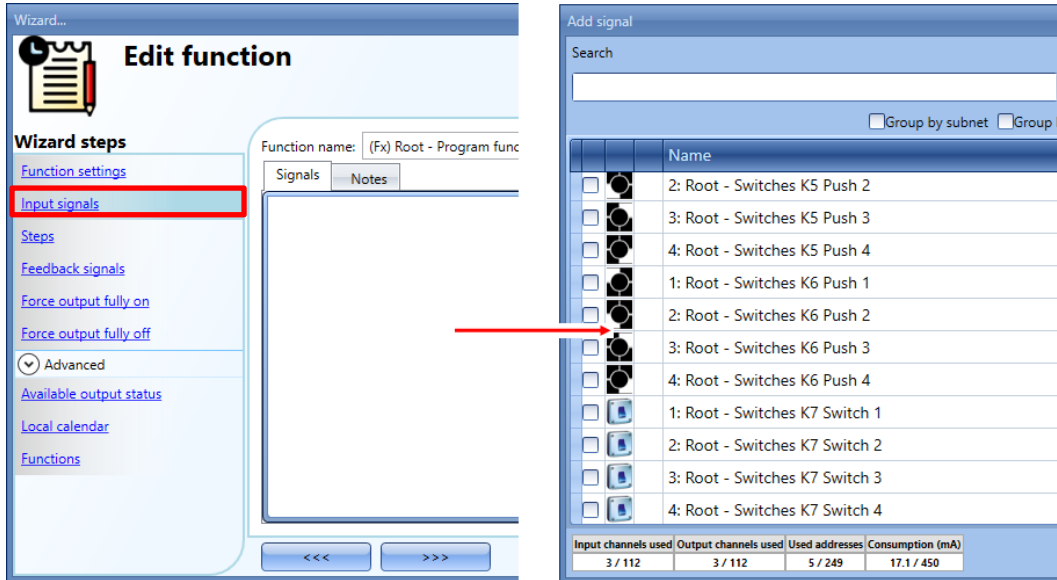 Wizard...
Edit function
Wizard steps
Function settings
Input signals
Steps
Feedback signals
Force output fully on
Force output fully off
Advanced
Available output status
Local calendar
Functions
Function name: (Fx) Root - Program func
Signals Notes
<<< >>>
Add signal
Search
Group by subnet Group
Name
2: Root - Switches K5 Push 2
3: Root - Switches K5 Push 3
4: Root - Switches K5 Push 4
1: Root - Switches K6 Push 1
2: Root - Switches K6 Push 2
3: Root - Switches K6 Push 3
4: Root - Switches K6 Push 4
1: Root - Switches K7 Switch 1
2: Root - Switches K7 Switch 2
3: Root - Switches K7 Switch 3
4: Root - Switches K7 Switch 4
Input channels used Output channels used Used addresses Consumption (mA)
3 / 112 3 / 112 5 / 249 17.1 / 450